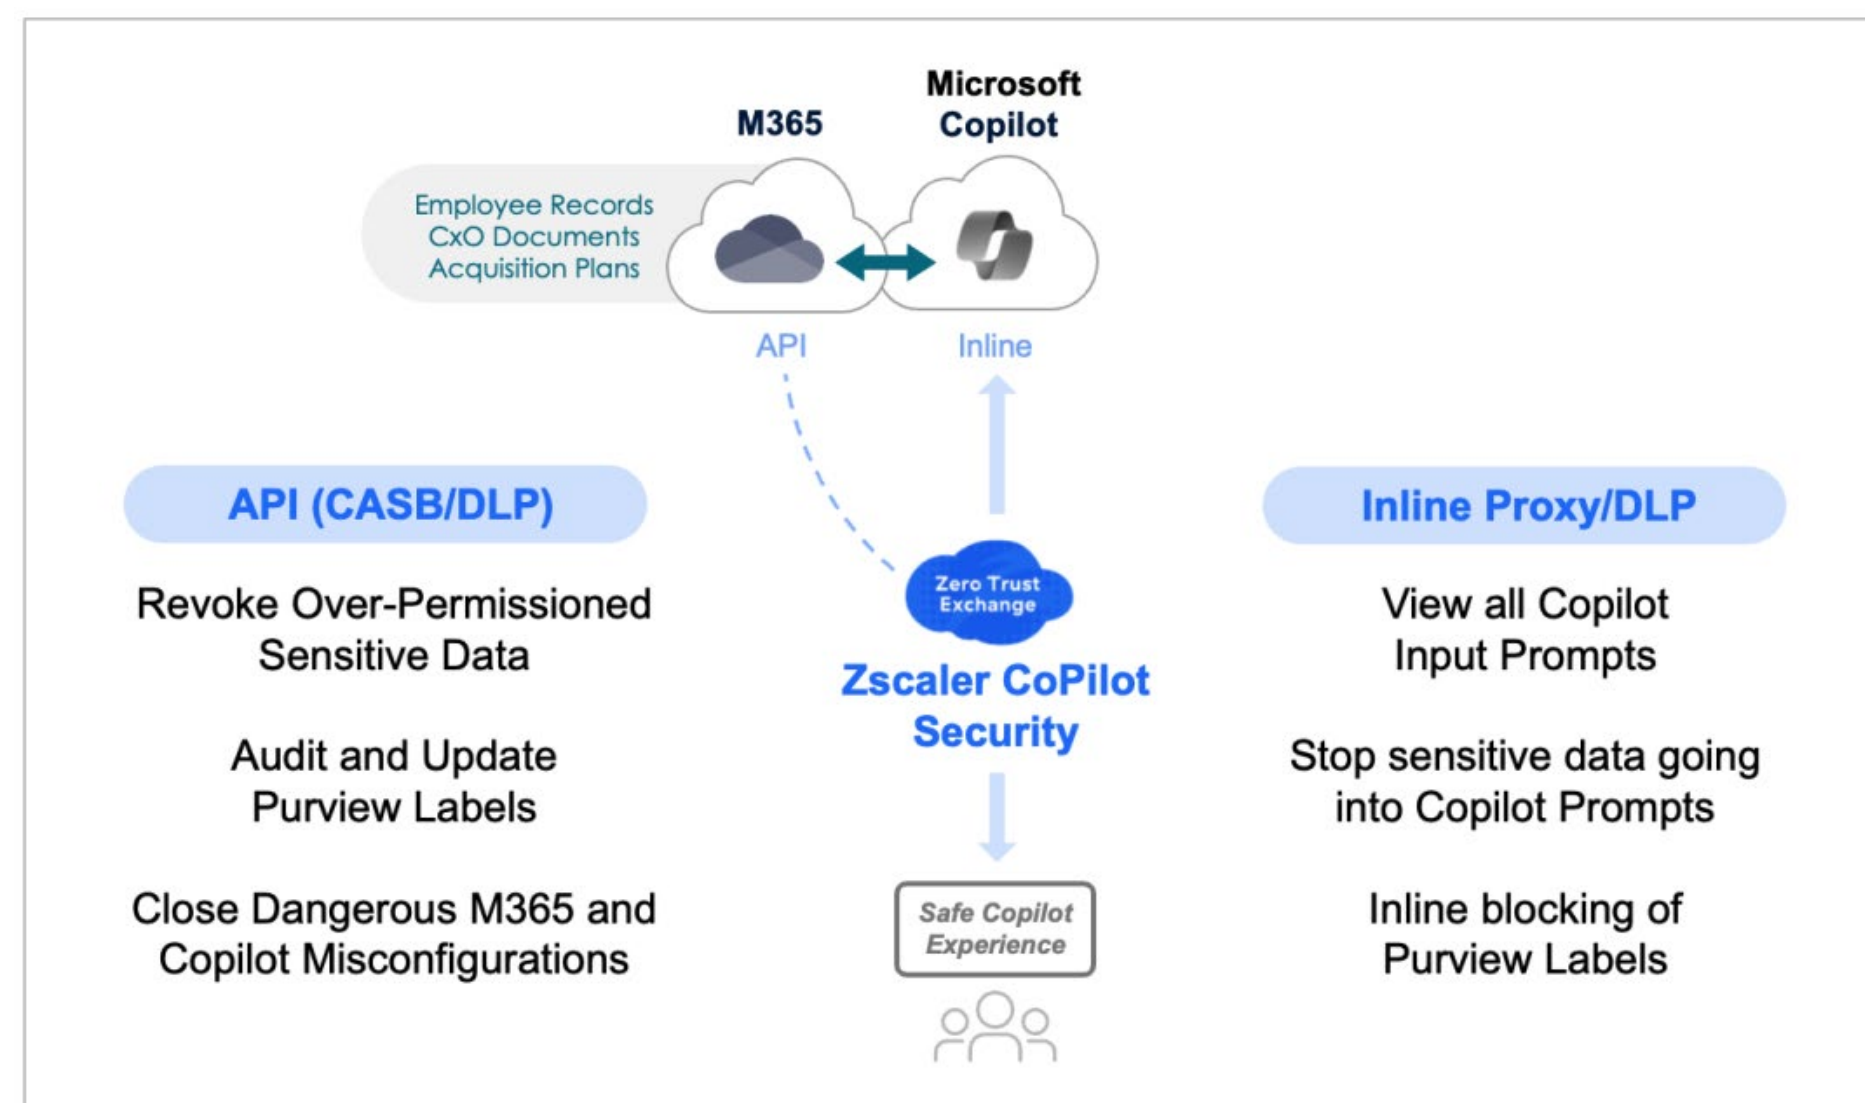 Microsoft
Copilot
M365
Employee Records
CxO Documents
Acquisition Plans
API
Inline
API (CASB/DLP)
Revoke Over-Permissioned
Sensitive Data
Audit and Update
Purview Labels
Close Dangerous M365 and
Copilot Misconfigurations
Zero Trust
Exchange
Zscaler CoPilot
Security
Safe Copilot
Experience
Inline Proxy/DLP
View all Copilot
Input Prompts
Stop sensitive data going
into Copilot Prompts
Inline blocking of
Purview Labels